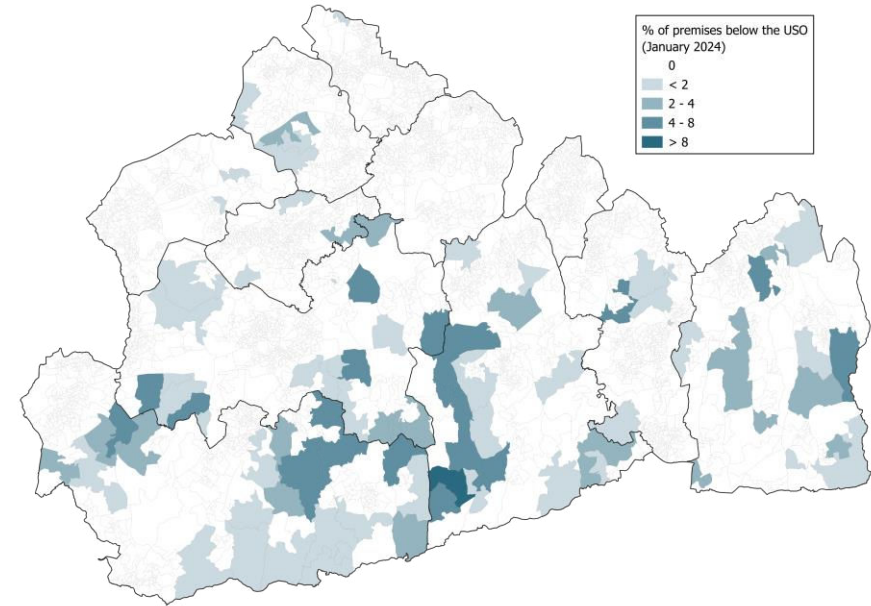 % of premises below the USO
(January 2024)
0
< 2
2 - 4
4 - 8
> 8